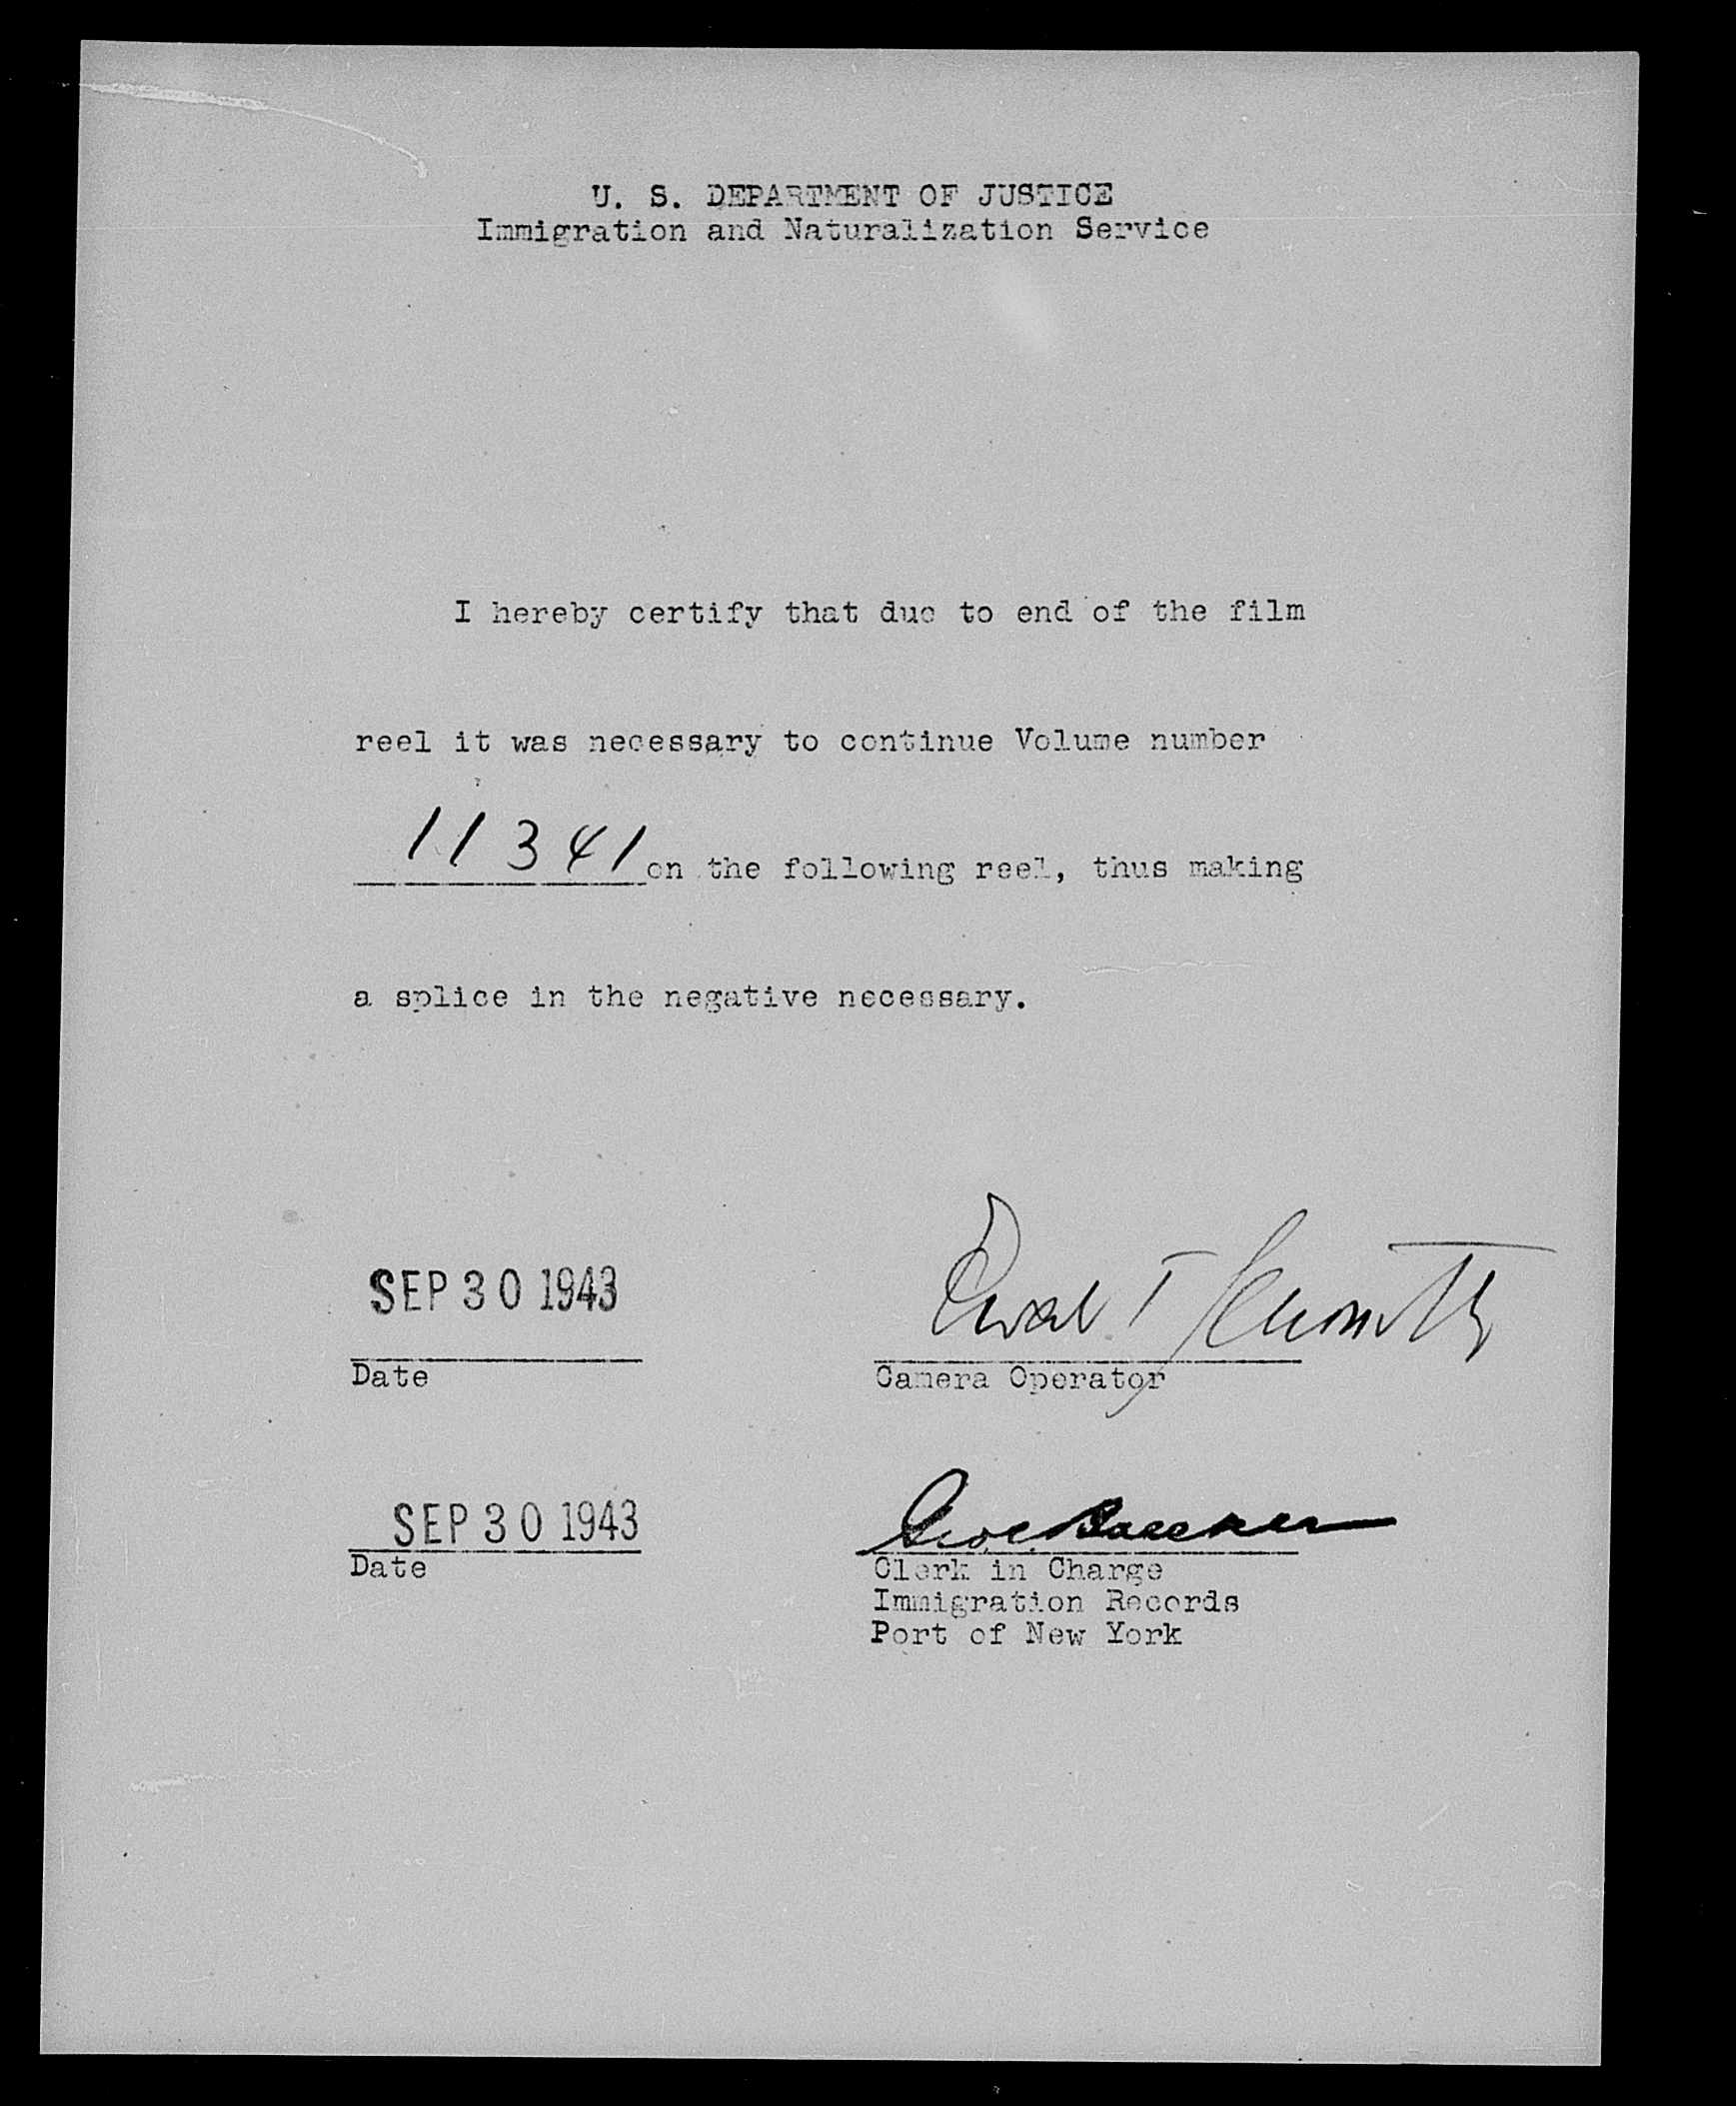 U. S. DEPARTMENT OF JUSTICE
Immigration and Naturalization Service
I hereby certify that due to end of the film
reel it was necessary to continue Volume number
11341 on the following reel, thus making
a splice in the negative necessary.
SEP 30 1943
Date
Camera Operator
SEP 30 1943
Date
Clerk in Charge
Immigration Records
Port of New York